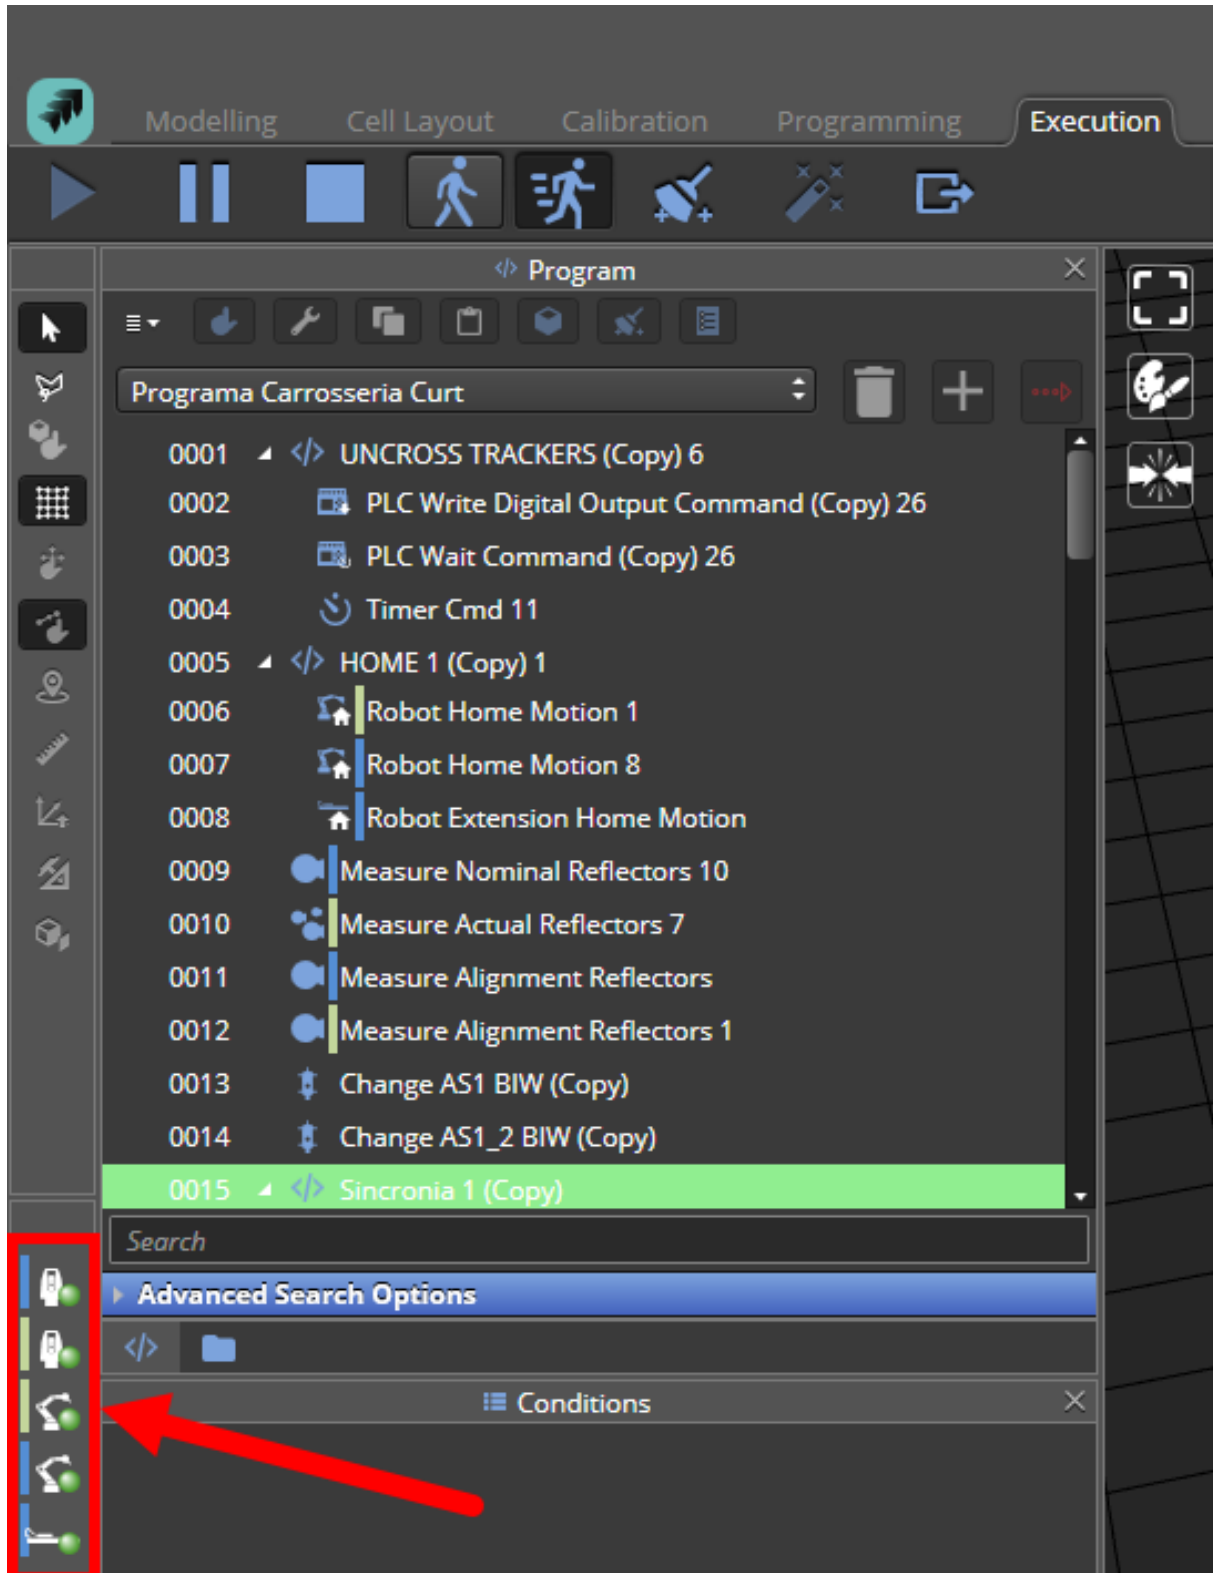 Modelling Cell Layout Calibration Programming Execution
Program
Programa Carrosseria Curt
0001 UNCROSS TRACKERS (Copy) 6
0002 PLC Write Digital Output Command (Copy) 26
0003 PLC Wait Command (Copy) 26
0004 Timer Cmd 11
0005 HOME 1 (Copy) 1
0006 Robot Home Motion 1
0007 Robot Home Motion 8
0008 Robot Extension Home Motion
0009 Measure Nominal Reflectors 10
0010 Measure Actual Reflectors 7
0011 Measure Alignment Reflectors
0012 Measure Alignment Reflectors 1
0013 Change AS1 BIW (Copy)
0014 Change AS1_2 BIW (Copy)
0015 Sincronia 1 (Copy)
Search
Advanced Search Options
Conditions